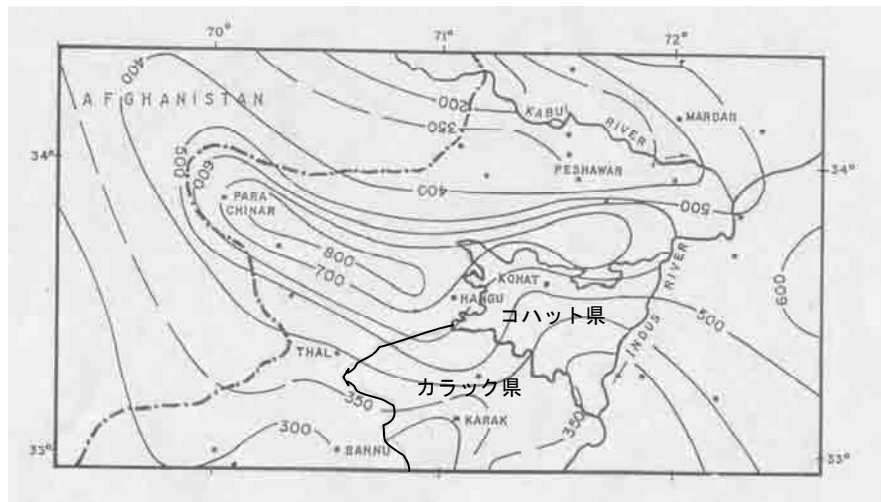 70°
71°
72°
400
AFGHANISTAN
200
KABUL
RIVER
350
MARDAN
34°
PESHAWAR
34°
500
600
400
PARA
CHINAR
500
800
700
KOHAT
HANGU
INDUS RIVER
600
コハット県
500
THAL
カラック県
350
300
KARAK
350
BANNU
33°
33°